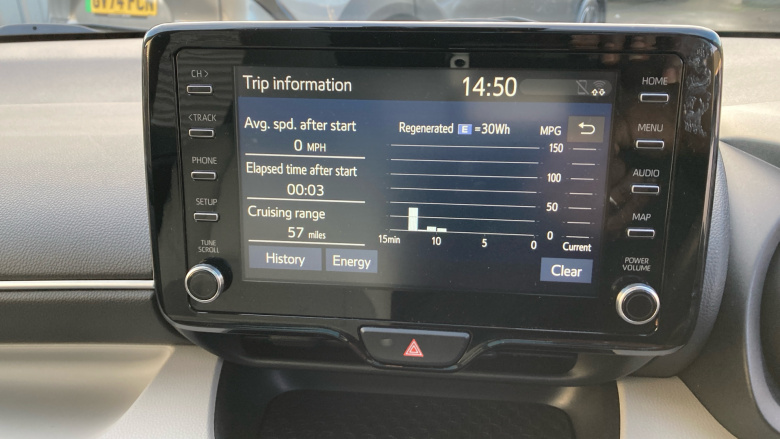 CH >
< TRACK
PHONE
SETUP
TUNE
SCROLL
Trip information
14:50
Avg. spd. after start
0 MPH
Elapsed time after start
00:03
Cruising range
57 miles
History
Energy
Regenerated E =30Wh
MPG
150
100
50
0
15min 10 5 0 Current
Clear
HOME
MENU
AUDIO
MAP
POWER
VOLUME